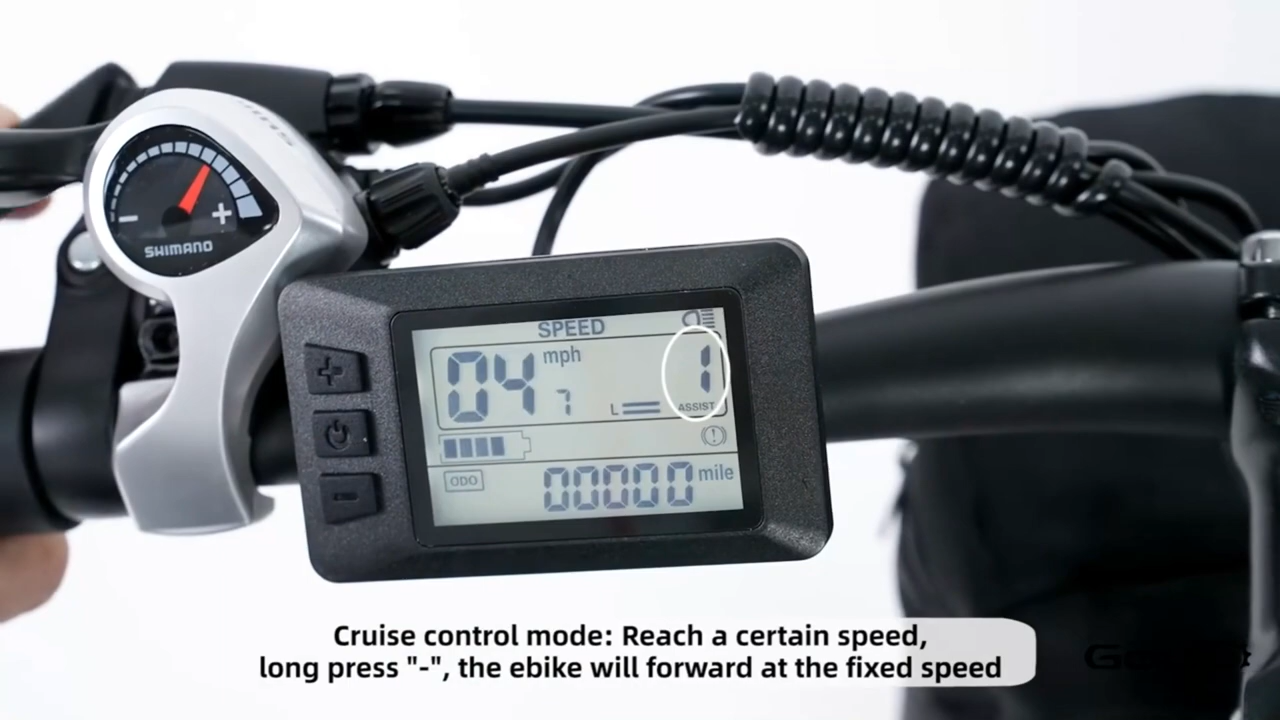 SHIMANO
SPEED
04 7 mph
1
L
ASSIST
ODO
00000 mile
Cruise control mode: Reach a certain speed,
long press "-", the ebike will forward at the fixed speed